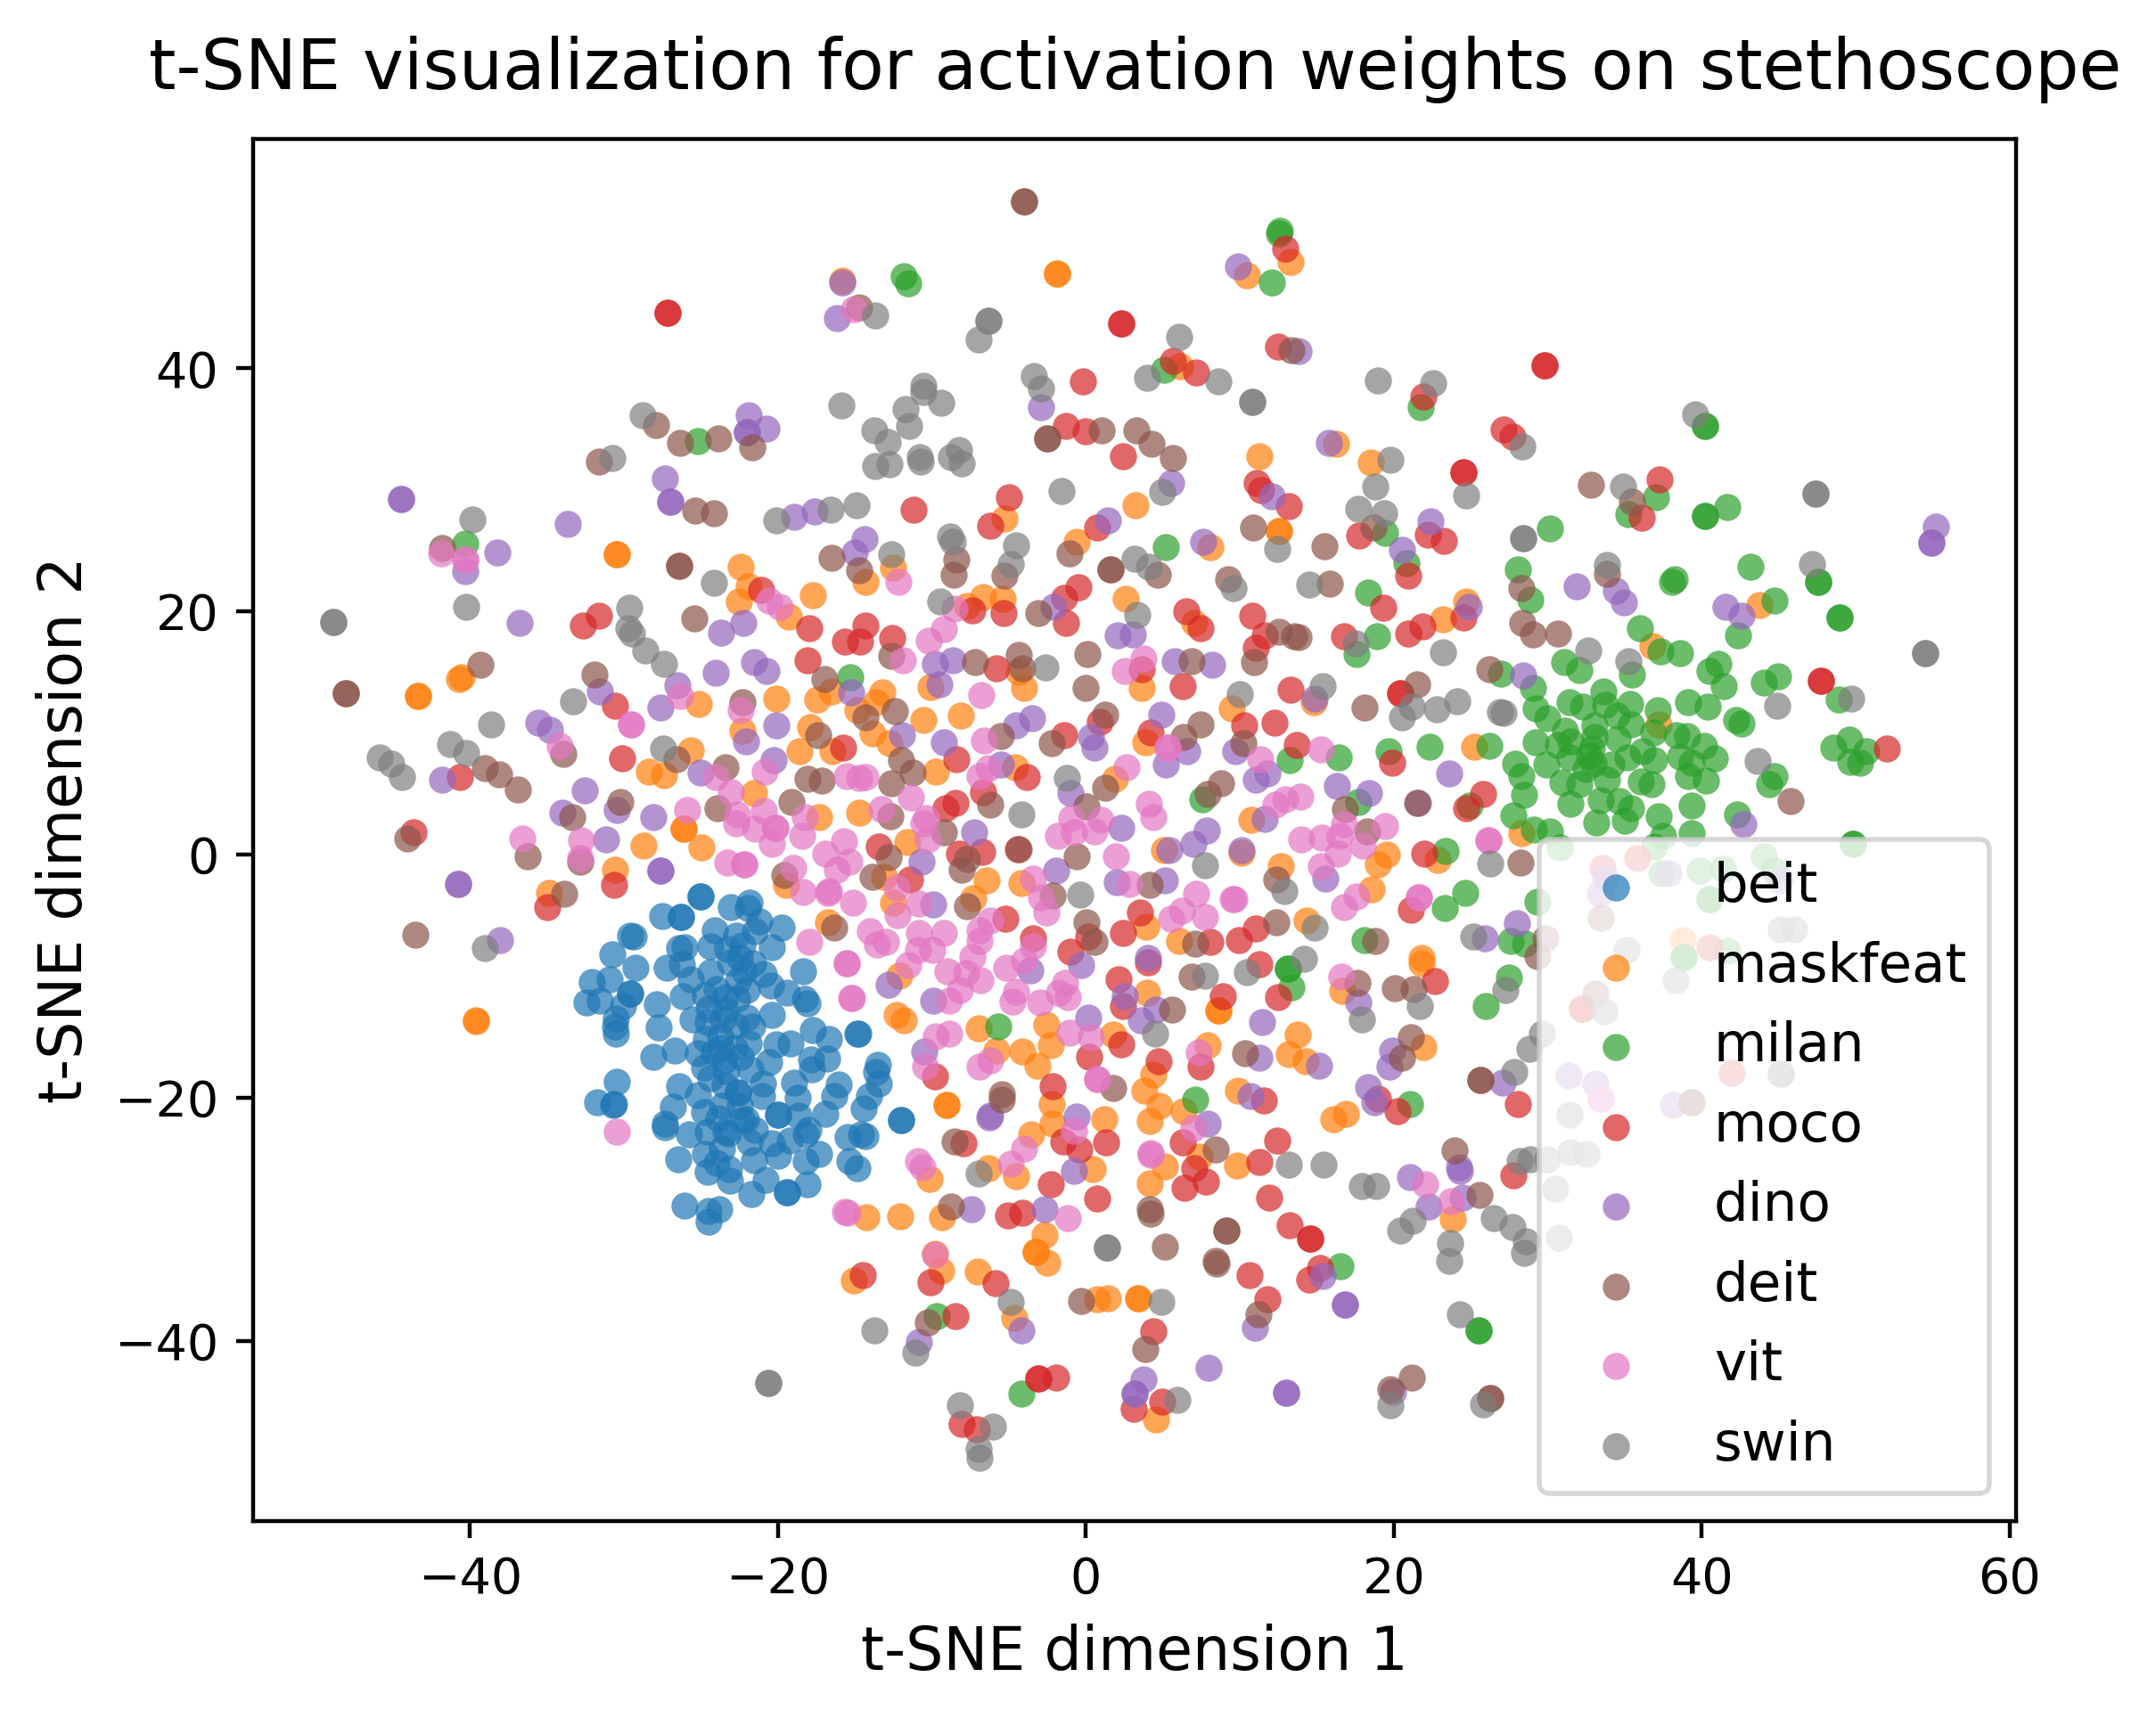 t-SNE visualization for activation weights on stethoscope
t-SNE dimension 2
40
20
0
−20
−40
beit
maskfeat
milan
moco
dino
deit
vit
swin
−40
−20
0
20
40
60
t-SNE dimension 1